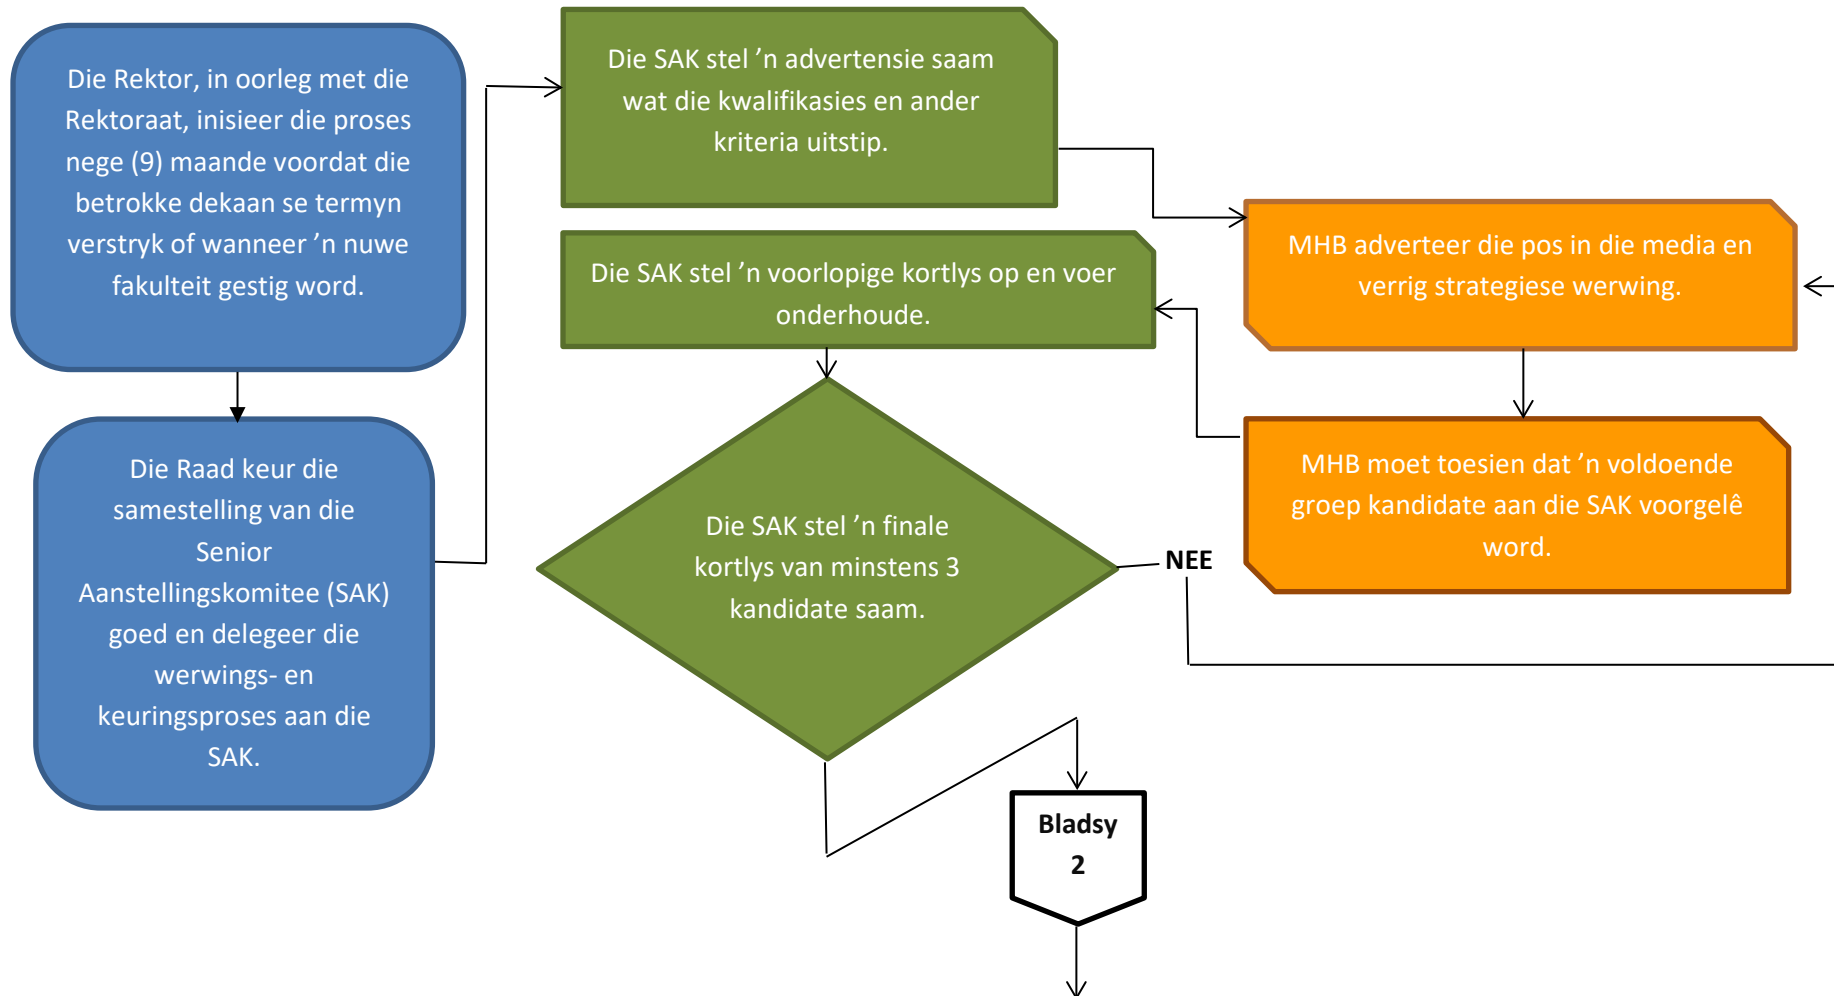 Die Rektor, in oorleg met die
Rektoraat, inisieer die proses
nege (9) maande voordat die
betrokke dekaan se termyn
verstryk of wanneer ’n nuwe
fakulteit gestig word.
Die Raad keur die
samestelling van die
Senior
Aanstellingskomitee (SAK)
goed en delegeer die
werwings- en
keuringsproses aan die
SAK.
Die SAK stel ’n advertensie saam
wat die kwalifikasies en ander
kriteria uitstip.
MHB adverteer die pos in die media en
verrig strategiese werwing.
MHB moet toesien dat ’n voldoende
groep kandidate aan die SAK voorgelê
word.
Die SAK stel ’n voorlopige kortlys op en voer
onderhoude.
Die SAK stel ’n finale
kortlys van minstens 3
kandidate saam.
NEE
Bladsy
2